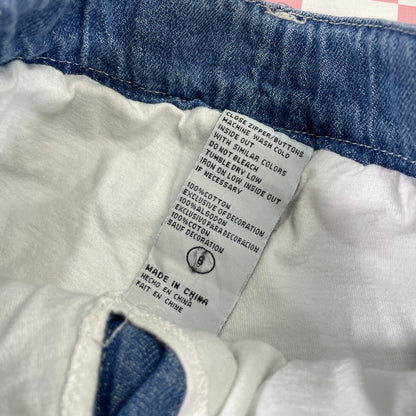 CLOSE ZIPPER/BUTTONS
MACHINE WASH COLD
INSIDE OUT
WITH SIMILAR COLORS
DO NOT BLEACH
TUMBLE DRY LOW
IRON ON LOW INSIDE OUT
IF NECESSARY
100%COTTON
EXCLUSIVE OF DECORATION
100%ALGODON
EXCLUSIVO PARA DECORACION
100%COTON
SAUF DECORATION
MADE IN CHINA
HECHO EN CHINA
FAIT EN CHINE